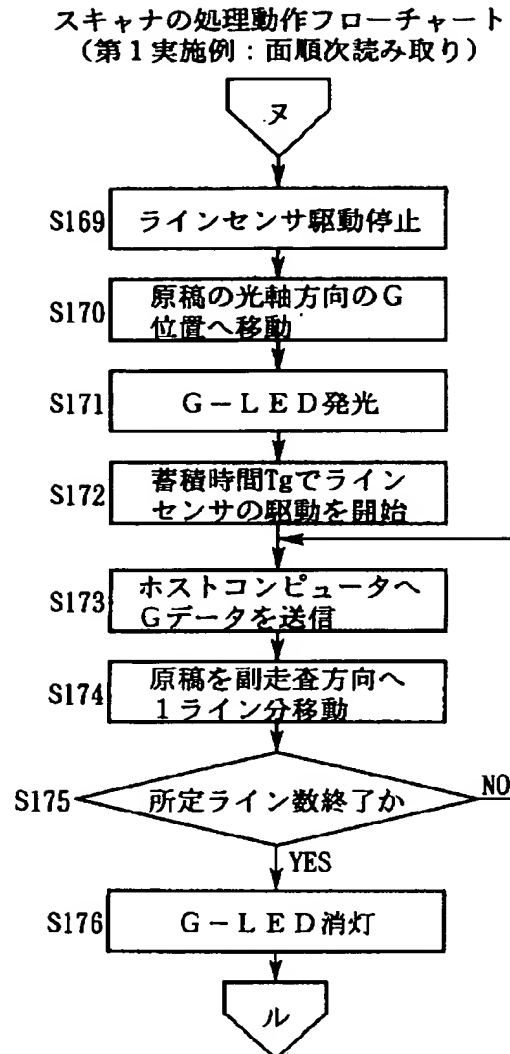 スキャナの処理動作フローチャート
（第１実施例：面順次読み取り）
ヌ
S169
ラインセンサ駆動停止
S170
原稿の光軸方向のＧ
位置へ移動
S171
Ｇ－ＬＥＤ発光
S172
蓄積時間Tgでライン
センサの駆動を開始
S173
ホストコンピュータへ
Ｇデータを送信
S174
原稿を副走査方向へ
１ライン分移動
S175
所定ライン数終了か
NO
YES
S176
Ｇ－ＬＥＤ消灯
ル